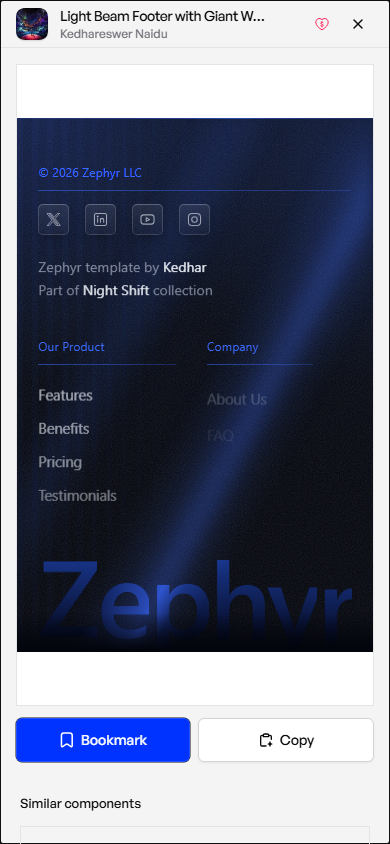 Light Beam Footer with Giant W...
Kedhareswer Naidu
© 2026 Zephyr LLC
Zephyr template by Kedhar
Part of Night Shift collection
Our Product
Company
Features
About Us
Benefits
FAQ
Pricing
Testimonials
Zephyr
Bookmark
Copy
Similar components